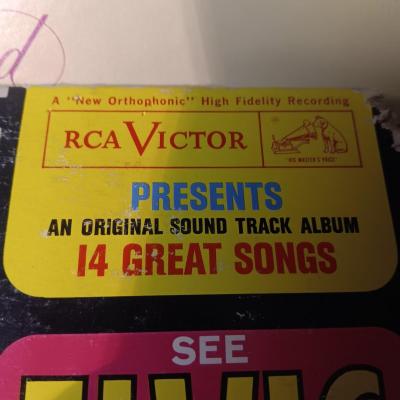 A "New Orthophonic" High Fidelity Recording
RCA VICTOR
"HIS MASTER'S VOICE"
PRESENTS
AN ORIGINAL SOUND TRACK ALBUM
14 GREAT SONGS
SEE
ELVIS